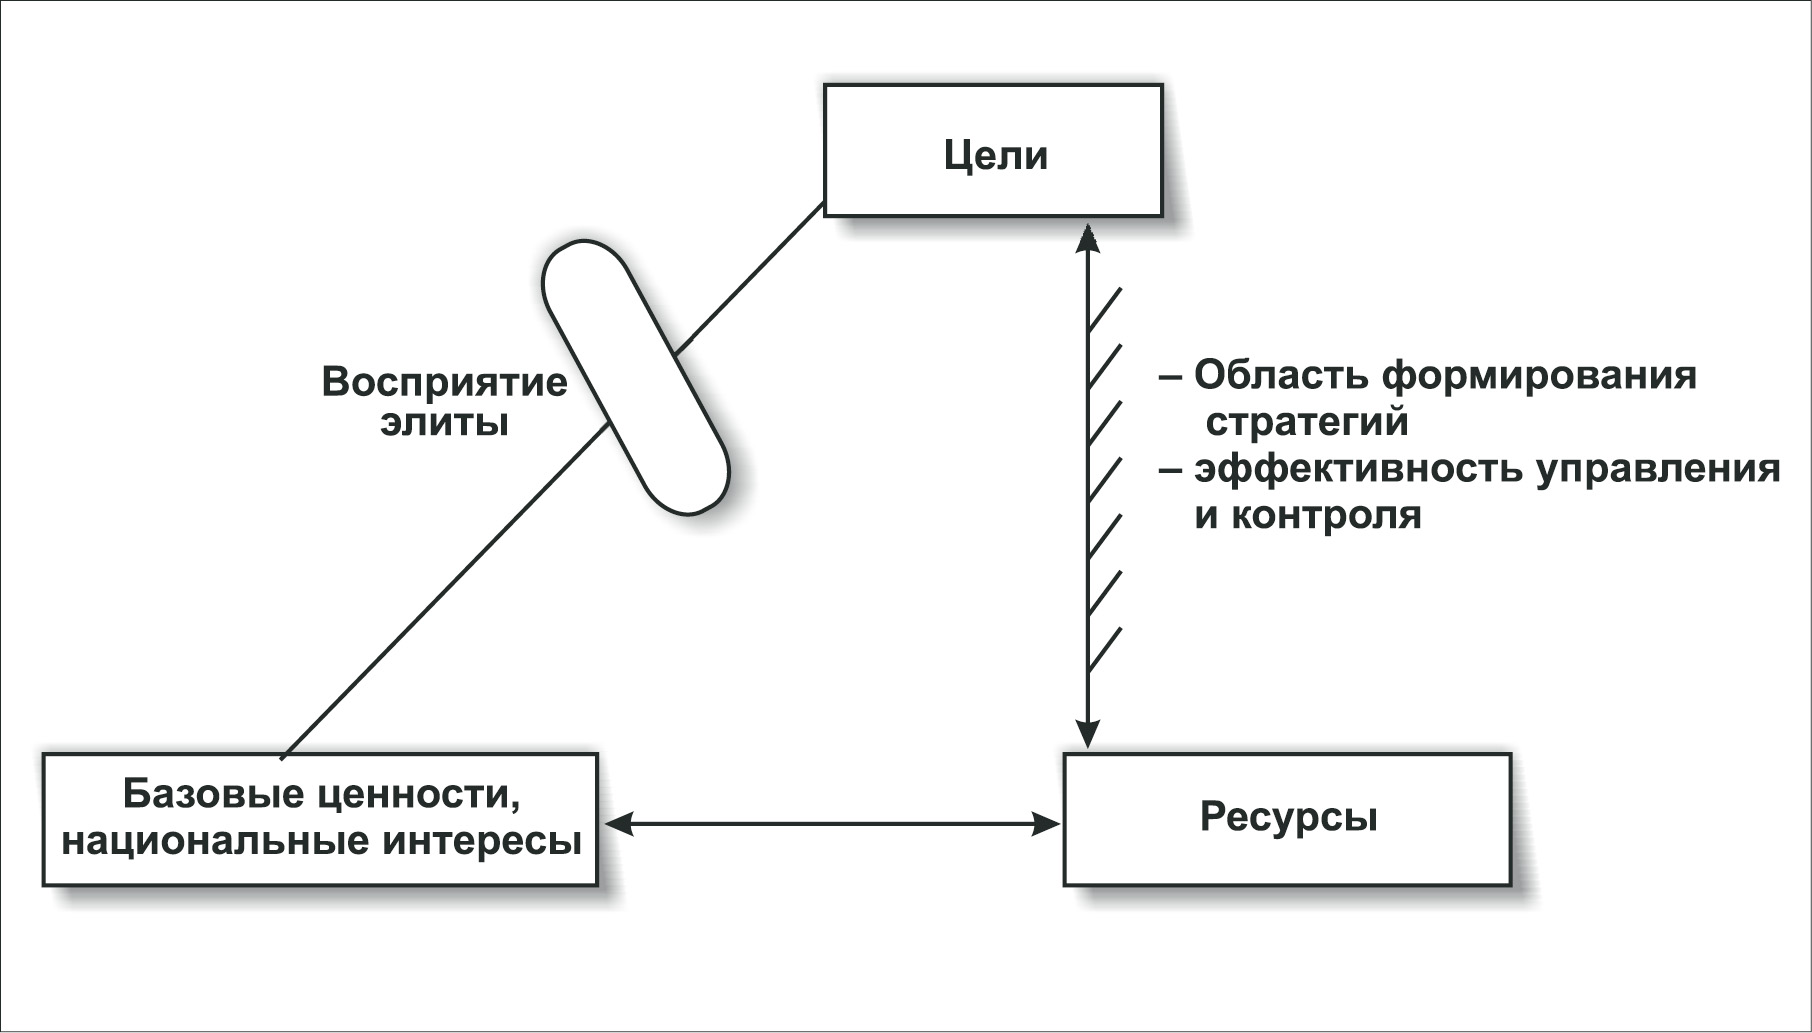 Цели
Восприятие
элиты
– Область формирования
стратегий
– эффективность управления
и контроля
Базовые ценности,
национальные интересы
Ресурсы